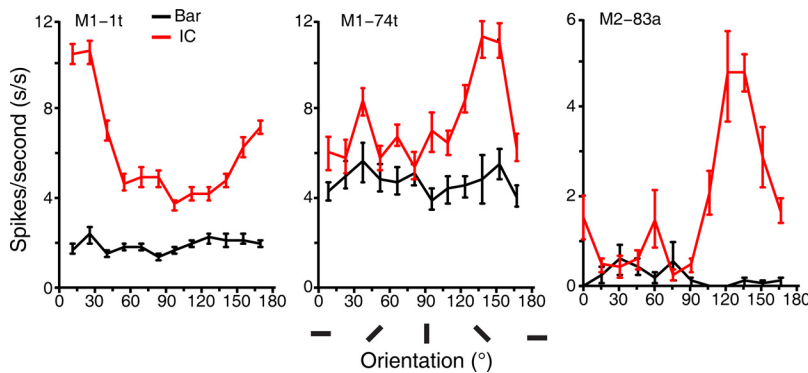 M1-1t
Bar
IC
M1-74t
M2-83a
Spikes/second (s/s)
12
8
4
0
0 30 60 90 120 150 180
12
8
4
0
0 30 60 90 120 150 180
6
4
2
0
0 30 60 90 120 150 180
Orientation (°)